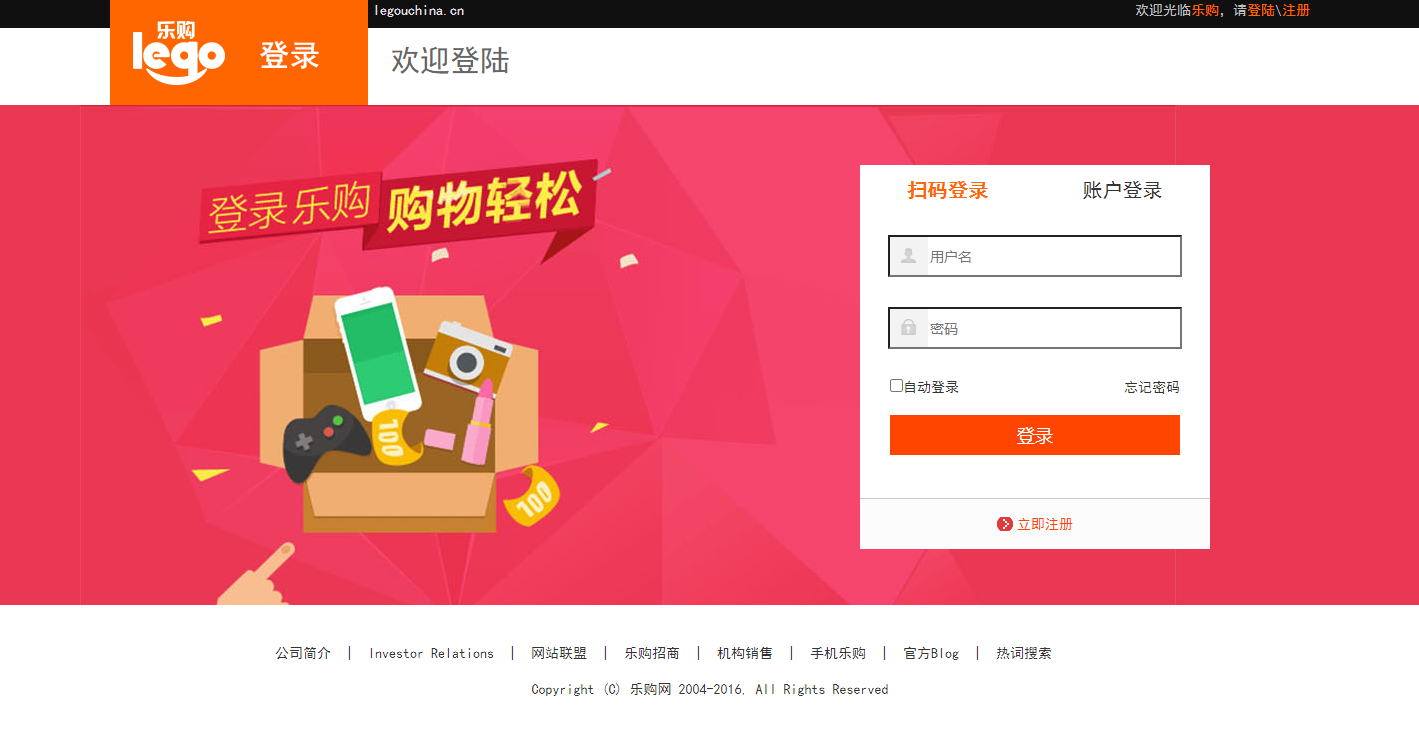 legouchina.cn
欢迎光临乐购，请登陆\注册
乐购
lego
登录
欢迎登陆
登录乐购 购物轻松
扫码登录 账户登录
用户名
密码
自动登录 忘记密码
登录
立即注册
100
100
公司简介 | Investor Relations | 网站联盟 | 乐购招商 | 机构销售 | 手机乐购 | 官方Blog | 热词搜索
Copyright (C) 乐购网 2004-2016, All Rights Reserved